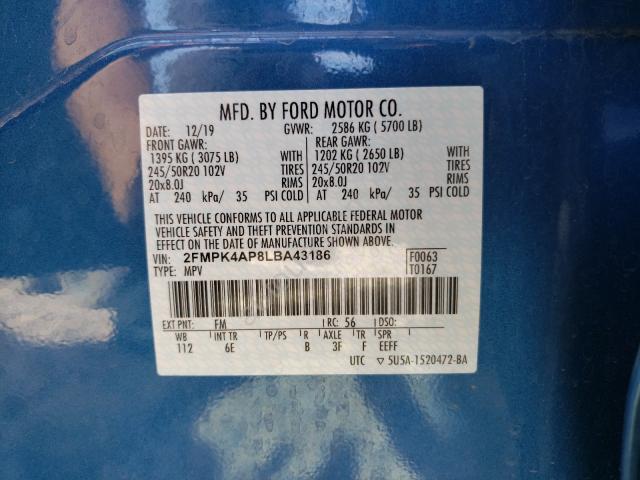 MFD. BY FORD MOTOR CO.
DATE: 12/19 GVWR: 2586 KG ( 5700 LB)
FRONT GAWR: REAR GAWR:
1395 KG ( 3075 LB) WITH 1202 KG ( 2650 LB) WITH
245/50R20 102V TIRES 245/50R20 102V TIRES
20x8.0J RIMS 20x8.0J RIMS
AT 240 kPa/ 35 PSI COLD AT 240 kPa/ 35 PSI COLD
THIS VEHICLE CONFORMS TO ALL APPLICABLE FEDERAL MOTOR
VEHICLE SAFETY AND THEFT PREVENTION STANDARDS IN
EFFECT ON THE DATE OF MANUFACTURE SHOWN ABOVE.
VIN: 2FMPK4AP8LBA43186 F0063
TYPE: MPV T0167
EXT PNT: FM RC: 56 DSO:
WB INT TR TP/PS R AXLE TR SPR
112 6E B 3F F EEFF
UTC ▽ 5U5A-1520472-BA